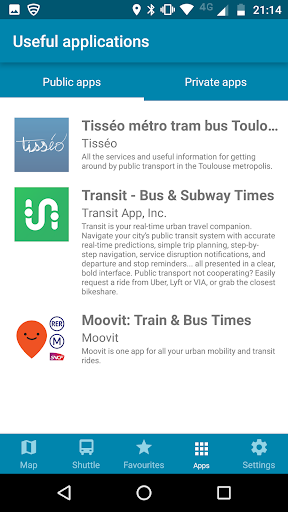 4G 21:14
Useful applications
Public apps Private apps
tisséo
Tisséo métro tram bus Toulo...
Tisséo
All the services and useful information for getting
around by public transport in the Toulouse metropolis.
Transit - Bus & Subway Times
Transit App, Inc.
Transit is your real-time urban travel companion.
Navigate your city's public transit system with accurate
real-time predictions, simple trip planning, step-by-
step navigation, service disruption notifications, and
departure and stop reminders... all presented in a clear,
bold interface. Public transport not cooperating? Easily
request a ride from Uber, Lyft or VIA, or grab the closest
bikeshare.
RER
M
SNCF
Moovit: Train & Bus Times
Moovit
Moovit is one app for all your urban mobility and transit
rides.
Map Shuttle Favourites Apps Settings